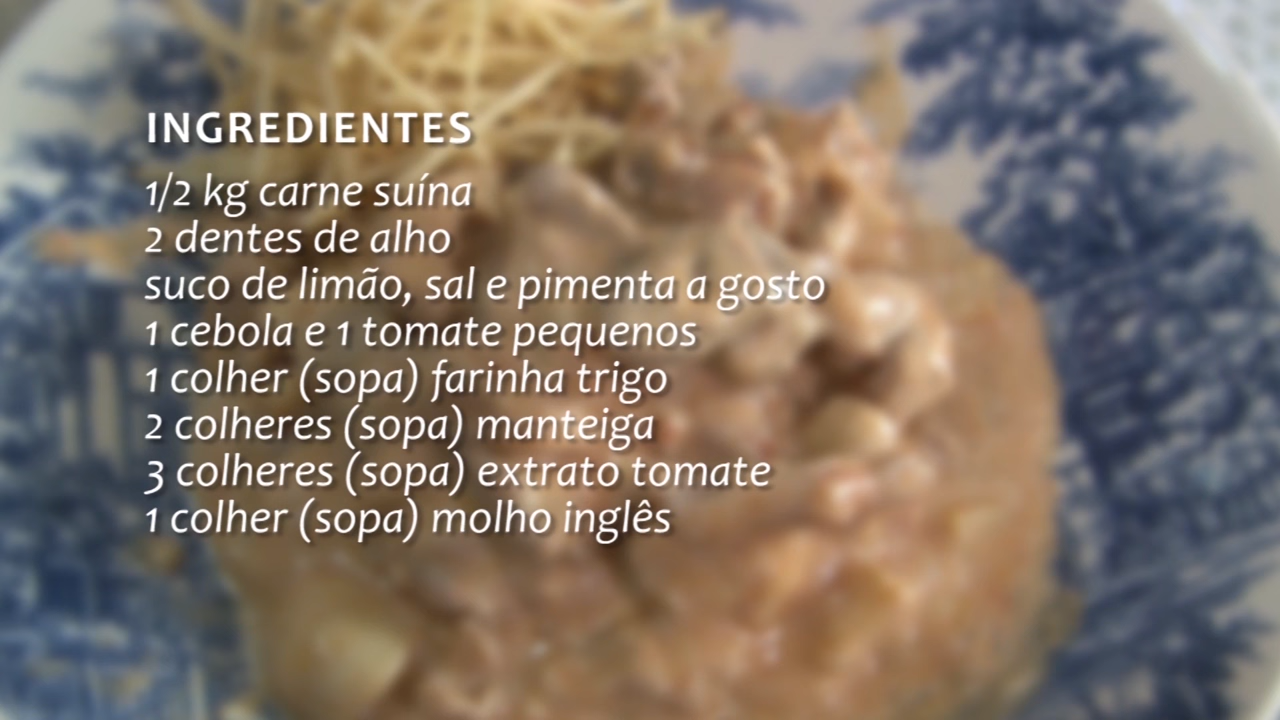 INGREDIENTES
1/2 kg carne suína
2 dentes de alho
suco de limão, sal e pimenta a gosto
1 cebola e 1 tomate pequenos
1 colher (sopa) farinha trigo
2 colheres (sopa) manteiga
3 colheres (sopa) extrato tomate
1 colher (sopa) molho inglês